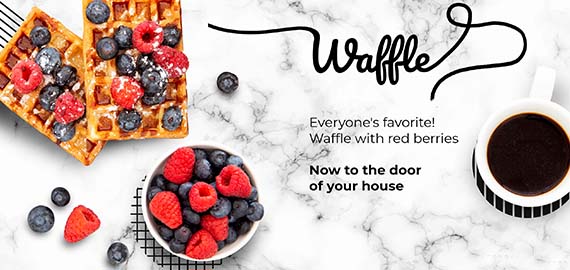 Waffle
Everyone's favorite!
Waffle with red berries
Now to the door
of your house